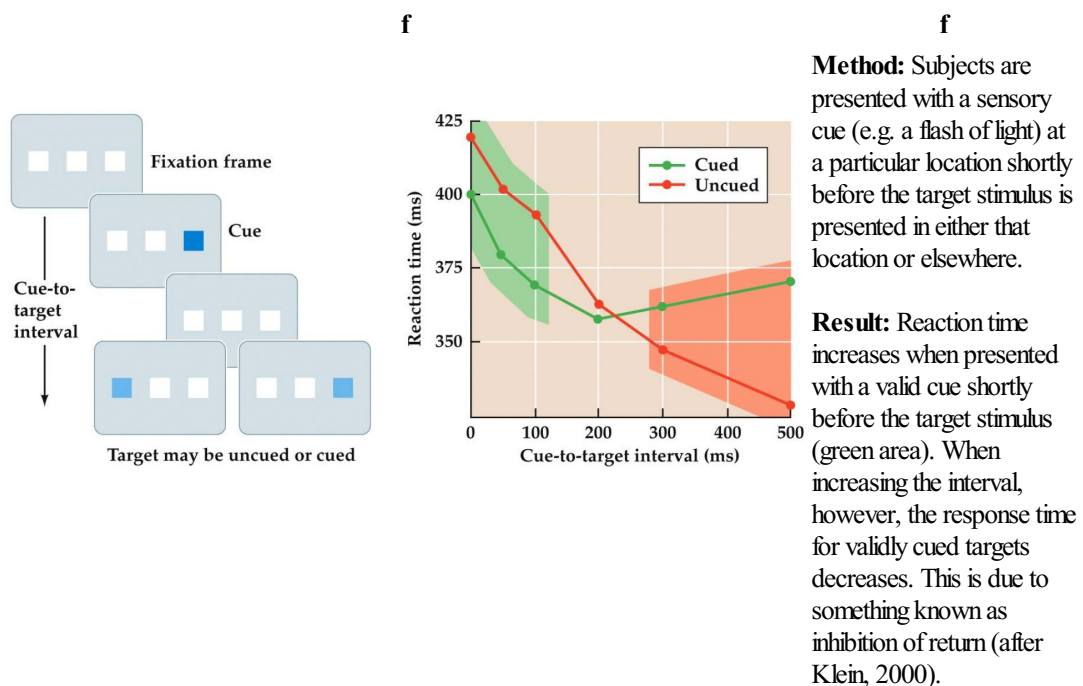 f
f
Fixation frame
Cue
Cue-to-
target
interval
Target may be uncued or cued
Reaction time (ms)
425
400
375
350
Cued
Uncued
0 100 200 300 400 500
Cue-to-target interval (ms)
Method: Subjects are
presented with a sensory
cue (e.g. a flash of light) at
a particular location shortly
before the target stimulus is
presented in either that
location or elsewhere.
Result: Reaction time
increases when presented
with a valid cue shortly
before the target stimulus
(green area). When
increasing the interval,
however, the response time
for validly cued targets
decreases. This is due to
something known as
inhibition of return (after
Klein, 2000).